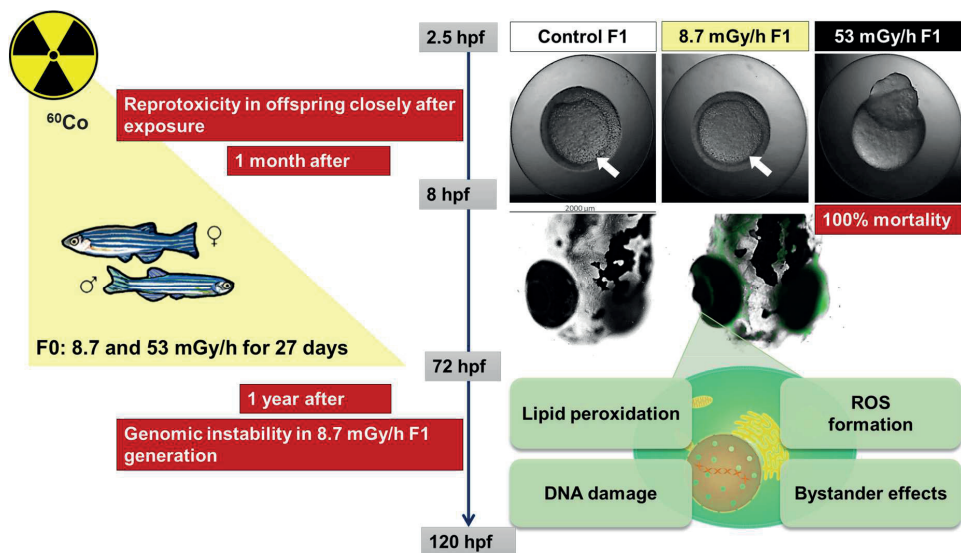 ⁶⁰Co
Reprotoxicity in offspring closely after
exposure
1 month after
♀
♂
F0: 8.7 and 53 mGy/h for 27 days
1 year after
Genomic instability in 8.7 mGy/h F1
generation
2.5 hpf
8 hpf
72 hpf
120 hpf
Control F1
8.7 mGy/h F1
53 mGy/h F1
2000 µm
100% mortality
Lipid peroxidation
ROS
formation
DNA damage
Bystander effects